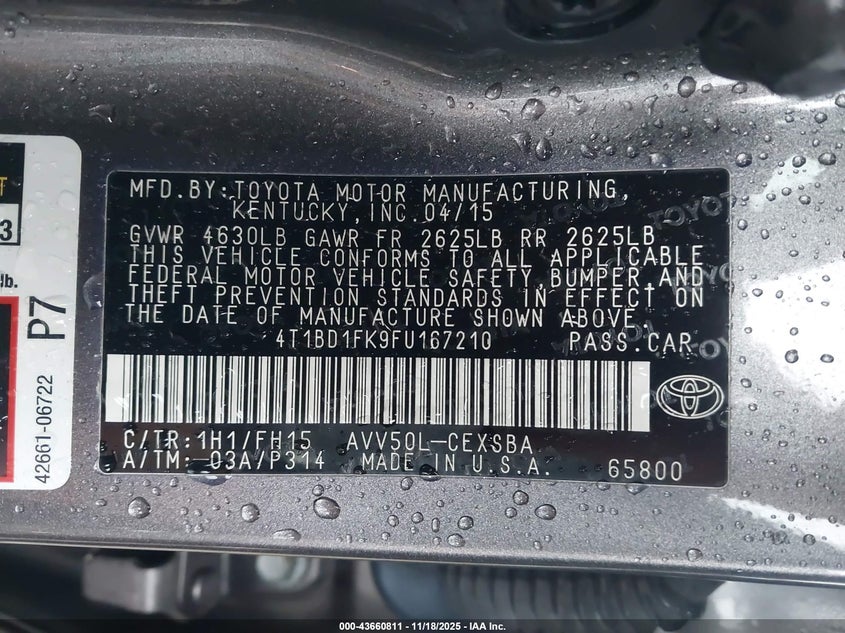 MFD.BY:TOYOTA MOTOR MANUFACTURING,
KENTUCKY, INC. 04/15
GVWR 4630LB GAWR FR 2625LB RR 2625LB
THIS VEHICLE CONFORMS TO ALL APPLICABLE
FEDERAL MOTOR VEHICLE SAFETY, BUMPER, AND
THEFT PREVENTION STANDARDS IN EFFECT ON
THE DATE OF MANUFACTURE SHOWN ABOVE.
4T1BD1FK9FU167210 PASS.CAR
C/TR:1H1/FH15 AVV50L-CEXSBA
A/TM:-03A/P314 MADE IN U.S.A. 65800
3
lb.
P7
42661-06722
TOYOTA
000-43660811 - 11/18/2025 - IAA Inc.